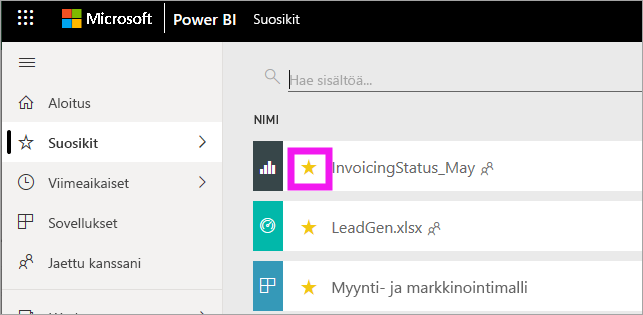 Microsoft Power BI Suosikit
Aloitus
Suosikit
Viimeaikaiset
Sovellukset
Jaettu kanssani
Hae sisältöä...
NIMI
InvoicingStatus_May
LeadGen.xlsx
Myynti- ja markkinointimalli